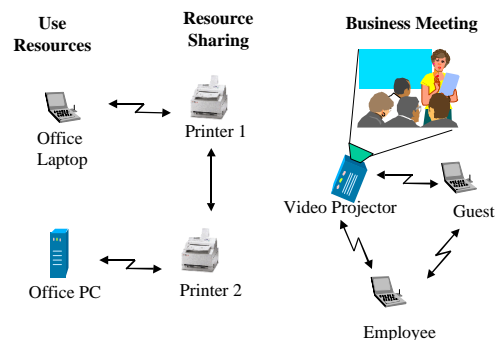 Use
Resources
Resource
Sharing
Business Meeting
Office
Laptop
Printer 1
Video Projector
Guest
Office PC
Printer 2
Employee